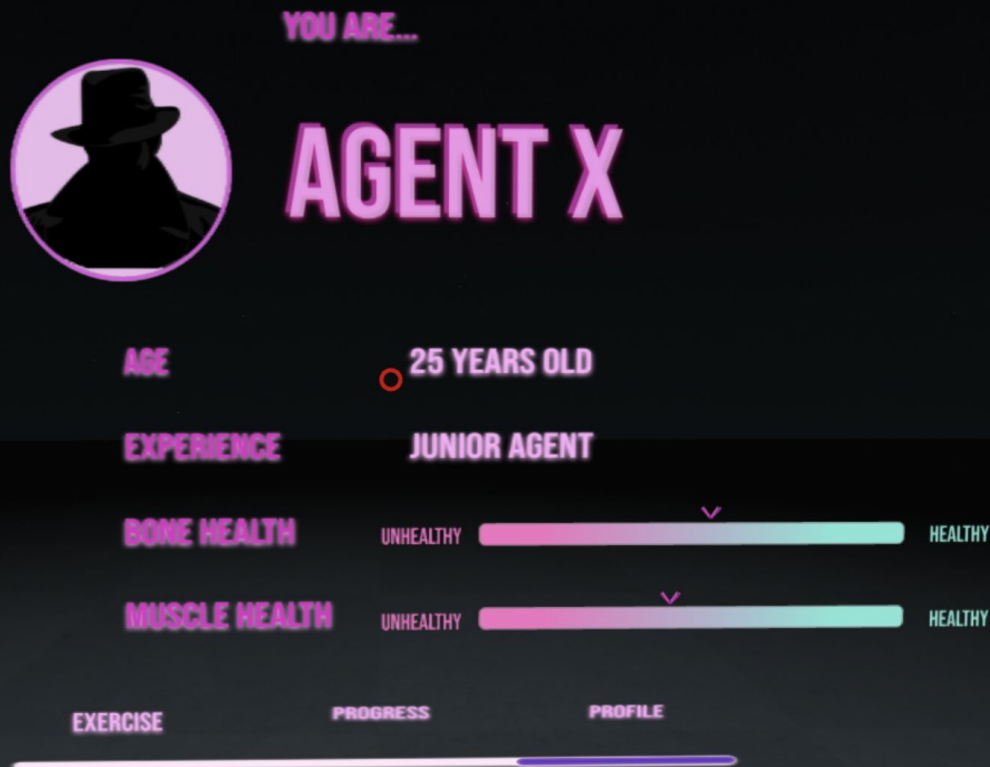 YOU ARE...
AGENT X
AGE 25 YEARS OLD
EXPERIENCE JUNIOR AGENT
BONE HEALTH UNHEALTHY HEALTHY
MUSCLE HEALTH UNHEALTHY HEALTHY
EXERCISE PROGRESS PROFILE